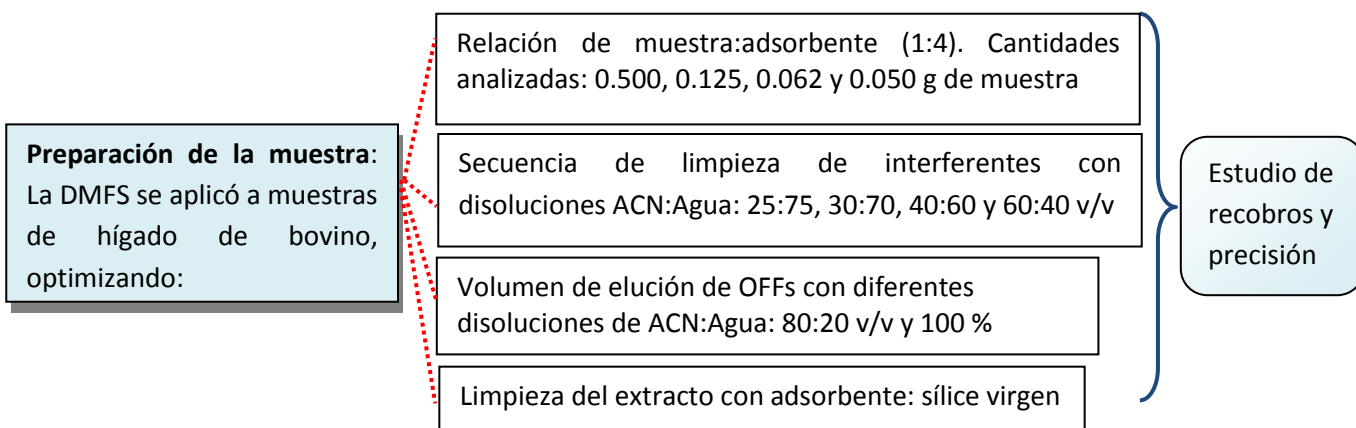 Preparación de la muestra:
La DMFS se aplicó a muestras
de hígado de bovino,
optimizando:
Relación de muestra:adsorbente (1:4). Cantidades
analizadas: 0.500, 0.125, 0.062 y 0.050 g de muestra
Secuencia de limpieza de interferentes con
disoluciones ACN:Agua: 25:75, 30:70, 40:60 y 60:40 v/v
Volumen de elución de OFFs con diferentes
disoluciones de ACN:Agua: 80:20 v/v y 100 %
Limpieza del extracto con adsorbente: sílice virgen
Estudio de
recobros y
precisión